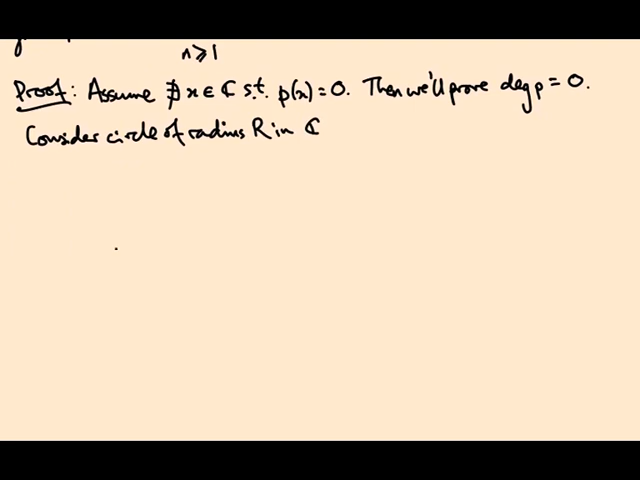 n ≥ 1
Proof: Assume ∄ x ∈ ℂ s.t. p(x) = 0. Then we'll prove deg p = 0.
Consider circle of radius R in ℂ